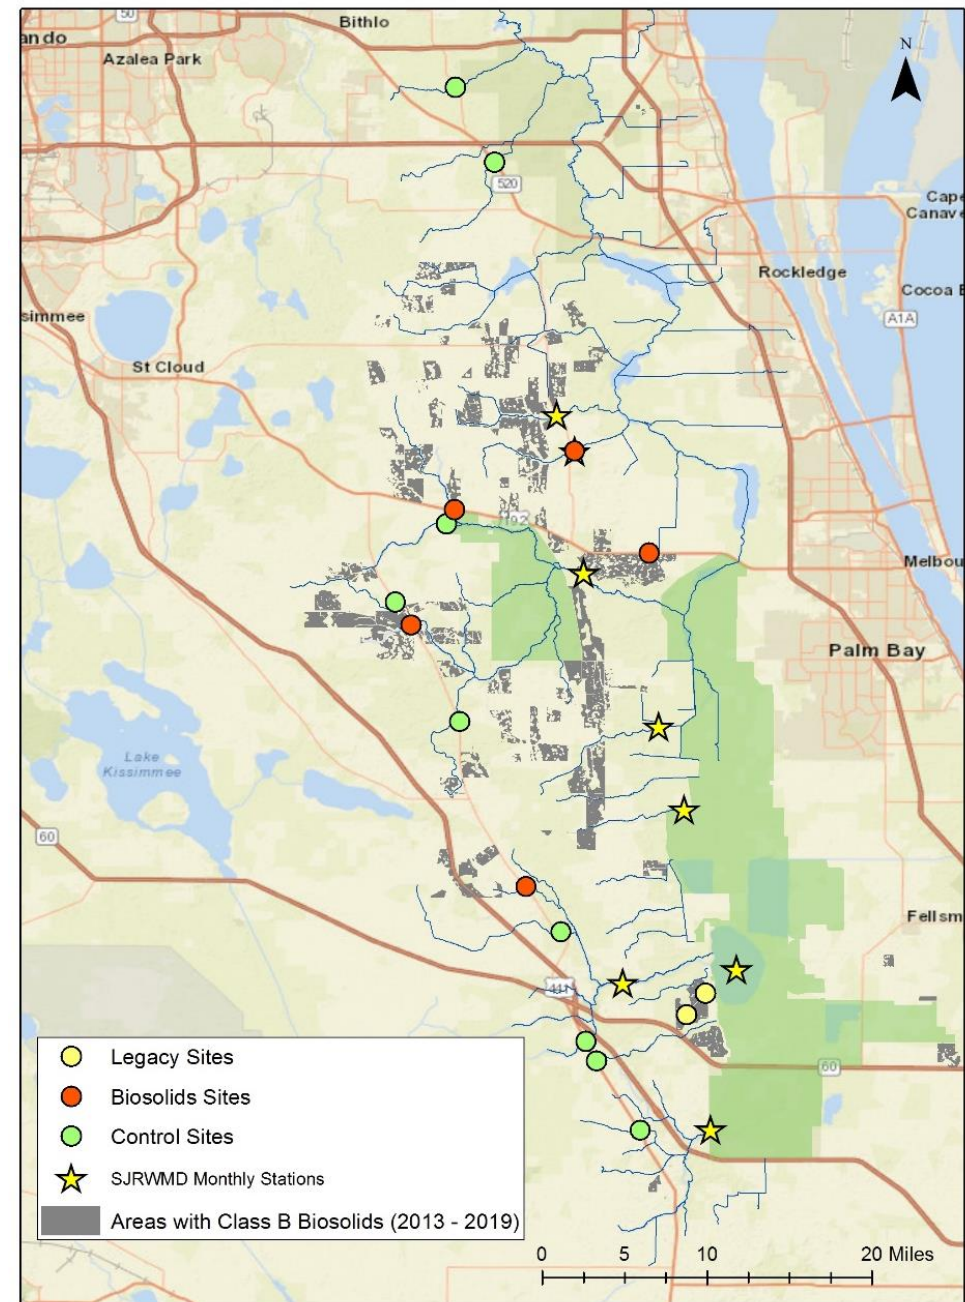 50
Bithlo
ando
Azalea Park
N
520
Cape
Canave
Rockledge
Cocoa B
simmee
A1A
St Cloud
192
Melbou
Palm Bay
Lake
Kissimmee
60
Fellsm
441
60
Legacy Sites
Biosolids Sites
Control Sites
SJRWMD Monthly Stations
Areas with Class B Biosolids (2013 - 2019)
0 5 10 20 Miles